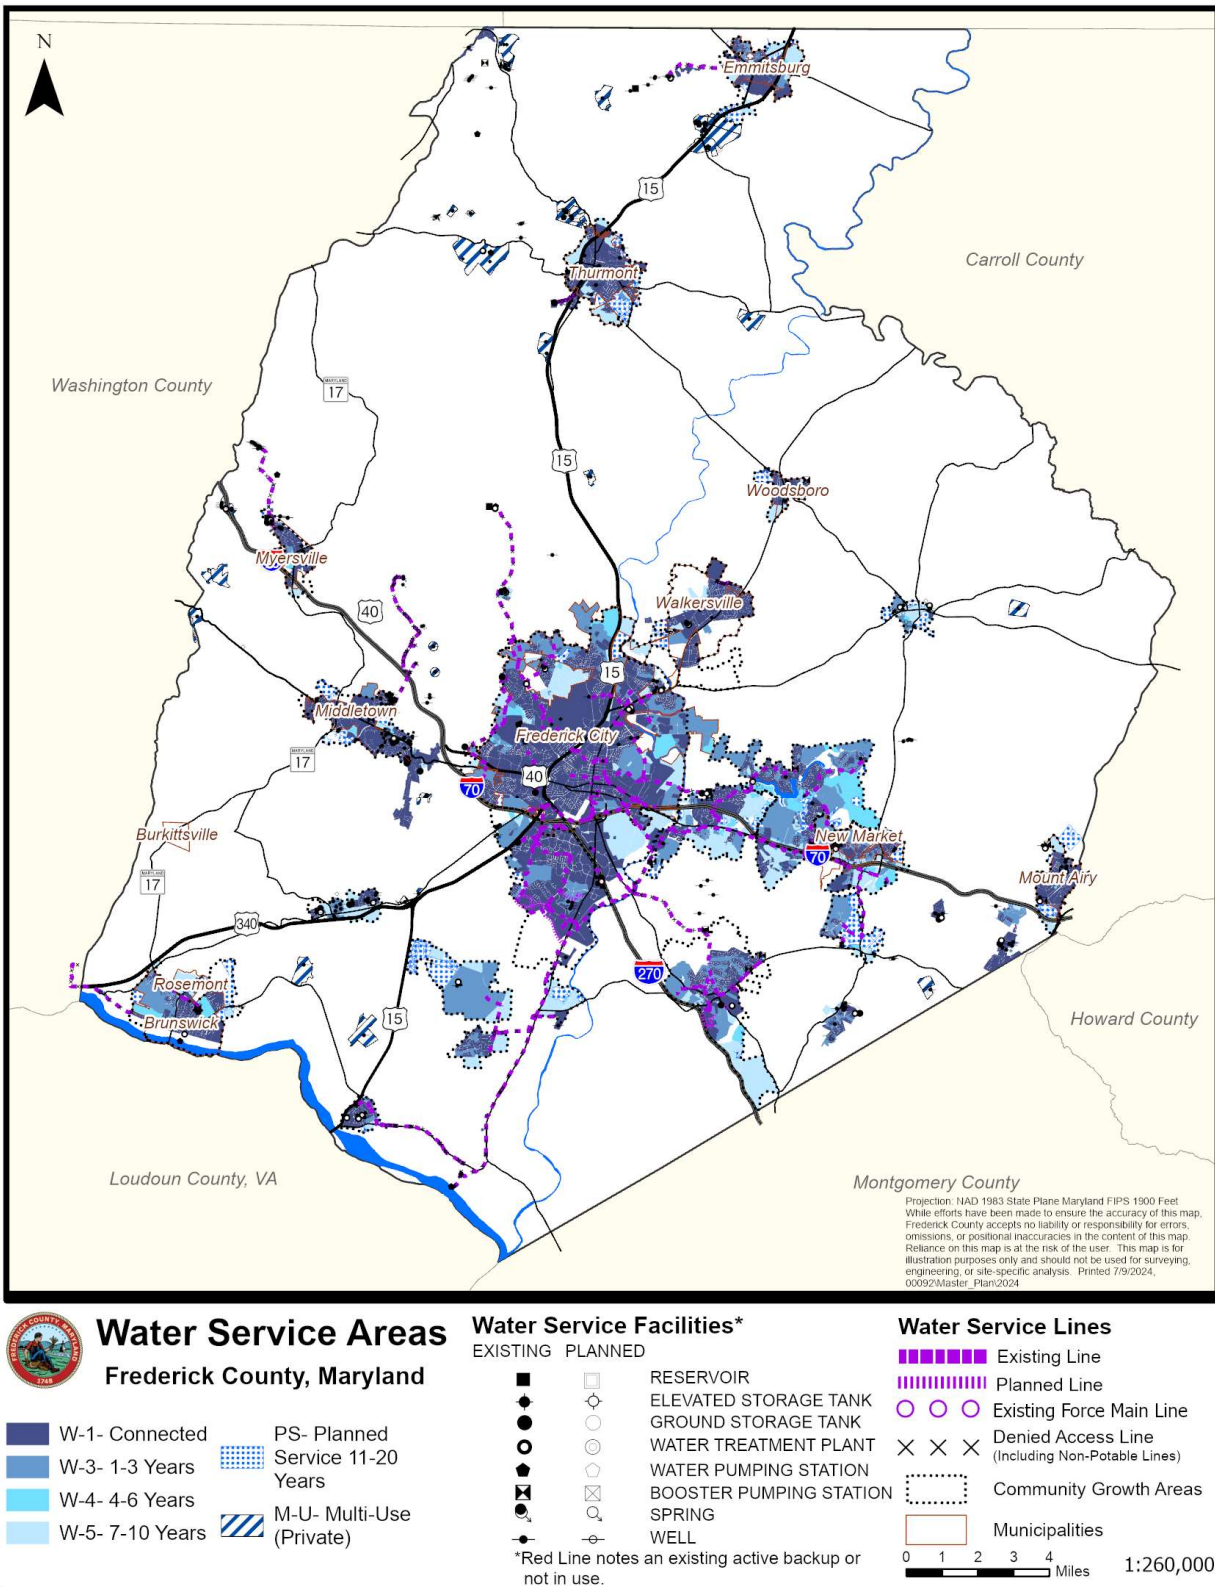 N
Emmitsburg
15
Carroll County
Thurmont
Washington County
MARYLAND
17
15
Woodsboro
Myersville
40
Walkersville
15
Middletown
Frederick City
MARYLAND
17
40
70
Burkittsville
New Market
70
MARYLAND
17
Mount Airy
340
270
Rosemont
15
Brunswick
Howard County
Loudoun County, VA
Montgomery County
Projection: NAD 1983 State Plane Maryland FIPS 1900 Feet
While efforts have been made to ensure the accuracy of this map,
Frederick County accepts no liability or responsibility for errors,
omissions, or positional inaccuracies in the content of this map.
Reliance on this map is at the risk of the user. This map is for
illustration purposes only and should not be used for surveying,
engineering, or site-specific analysis. Printed 7/9/2024,
00092\Master_Plan\2024
FREDERICK COUNTY MARYLAND
1748
Water Service Areas
Frederick County, Maryland
W-1- Connected
W-3- 1-3 Years
W-4- 4-6 Years
W-5- 7-10 Years
PS- Planned
Service 11-20
Years
M-U- Multi-Use
(Private)
Water Service Facilities*
EXISTING PLANNED
RESERVOIR
ELEVATED STORAGE TANK
GROUND STORAGE TANK
WATER TREATMENT PLANT
WATER PUMPING STATION
BOOSTER PUMPING STATION
SPRING
WELL
*Red Line notes an existing active backup or
not in use.
Water Service Lines
Existing Line
Planned Line
Existing Force Main Line
Denied Access Line
(Including Non-Potable Lines)
Community Growth Areas
Municipalities
0 1 2 3 4
Miles
1:260,000